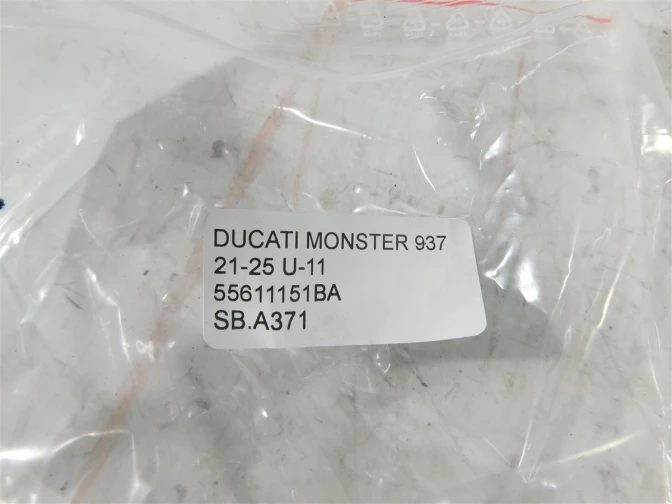 DUCATI MONSTER 937
21-25 U-11
55611151BA
SB.A371